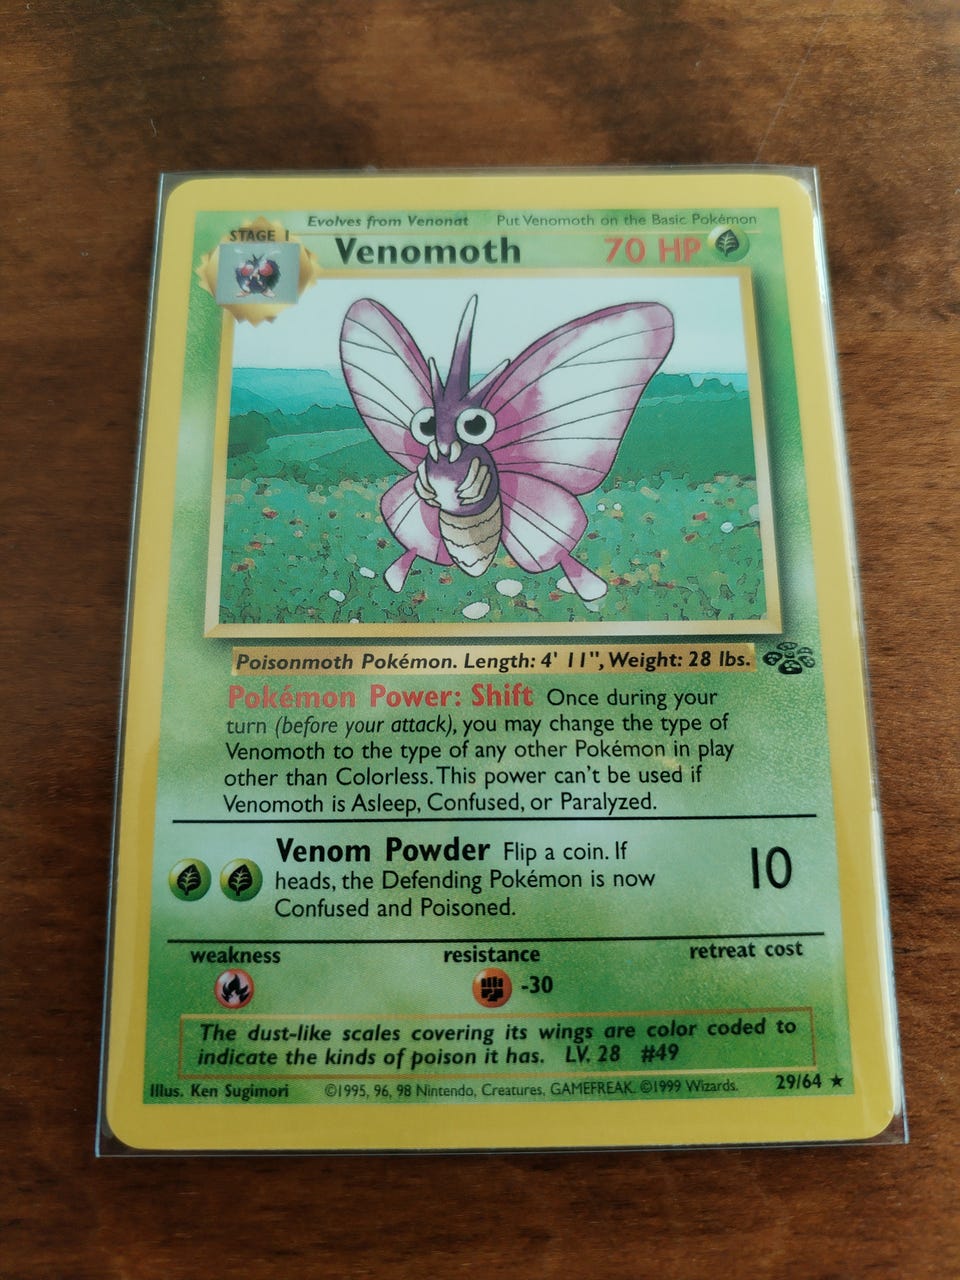 Evolves from Venonat Put Venomoth on the Basic Pokémon
STAGE 1
Venomoth 70 HP
Poisonmoth Pokémon. Length: 4' 11", Weight: 28 lbs.
Pokémon Power: Shift Once during your
turn (before your attack), you may change the type of
Venomoth to the type of any other Pokémon in play
other than Colorless. This power can't be used if
Venomoth is Asleep, Confused, or Paralyzed.
Venom Powder Flip a coin. If
heads, the Defending Pokémon is now
Confused and Poisoned.
10
weakness resistance retreat cost
-30
The dust-like scales covering its wings are color coded to
indicate the kinds of poison it has. LV. 28 #49
Illus. Ken Sugimori ©1995, 96, 98 Nintendo, Creatures, GAMEFREAK. ©1999 Wizards. 29/64 ★